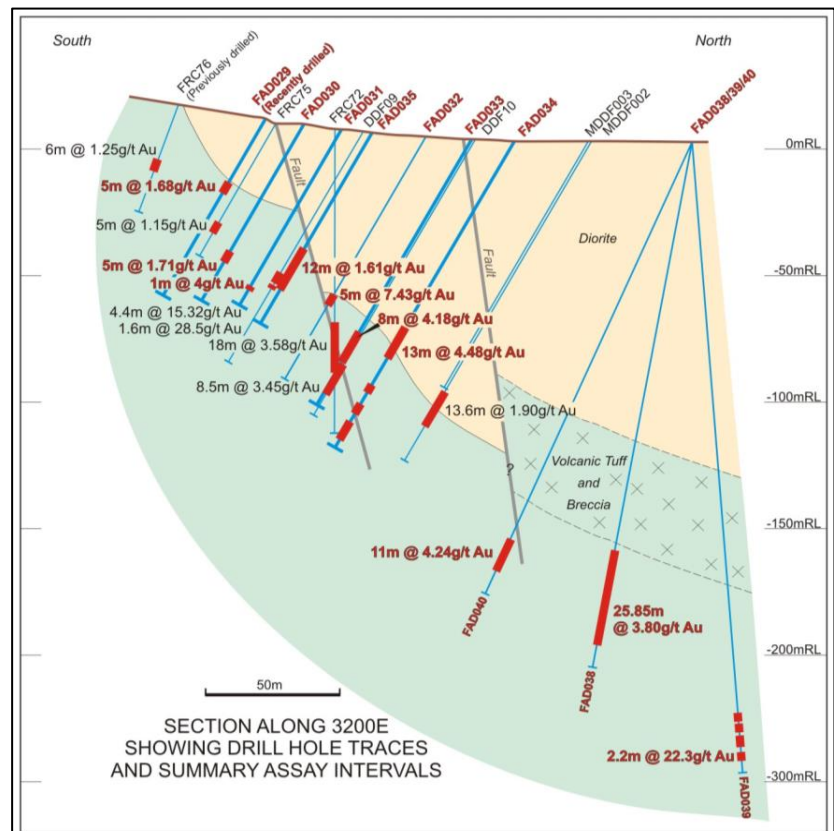 South
North
FRC76
(Previously drilled)
FAD029
(Recently drilled)
FRC75
FAD030
FRC72
FAD031
DDF09
FAD035
FAD032
FAD033
DDF10
FAD034
MDDF003
MDDF002
FAD038/39/40
0mRL
6m @ 1.25g/t Au
Fault
5m @ 1.68g/t Au
5m @ 1.15g/t Au
Diorite
Fault
5m @ 1.71g/t Au
12m @ 1.61g/t Au
-50mRL
1m @ 4g/t Au
5m @ 7.43g/t Au
4.4m @ 15.32g/t Au
8m @ 4.18g/t Au
1.6m @ 28.5g/t Au
18m @ 3.58g/t Au
13m @ 4.48g/t Au
8.5m @ 3.45g/t Au
-100mRL
13.6m @ 1.90g/t Au
?
Volcanic Tuff
and
Breccia
-150mRL
11m @ 4.24g/t Au
FAD040
25.85m
@ 3.80g/t Au
-200mRL
FAD038
50m
SECTION ALONG 3200E
SHOWING DRILL HOLE TRACES
AND SUMMARY ASSAY INTERVALS
-250mRL
2.2m @ 22.3g/t Au
FAD039
-300mRL